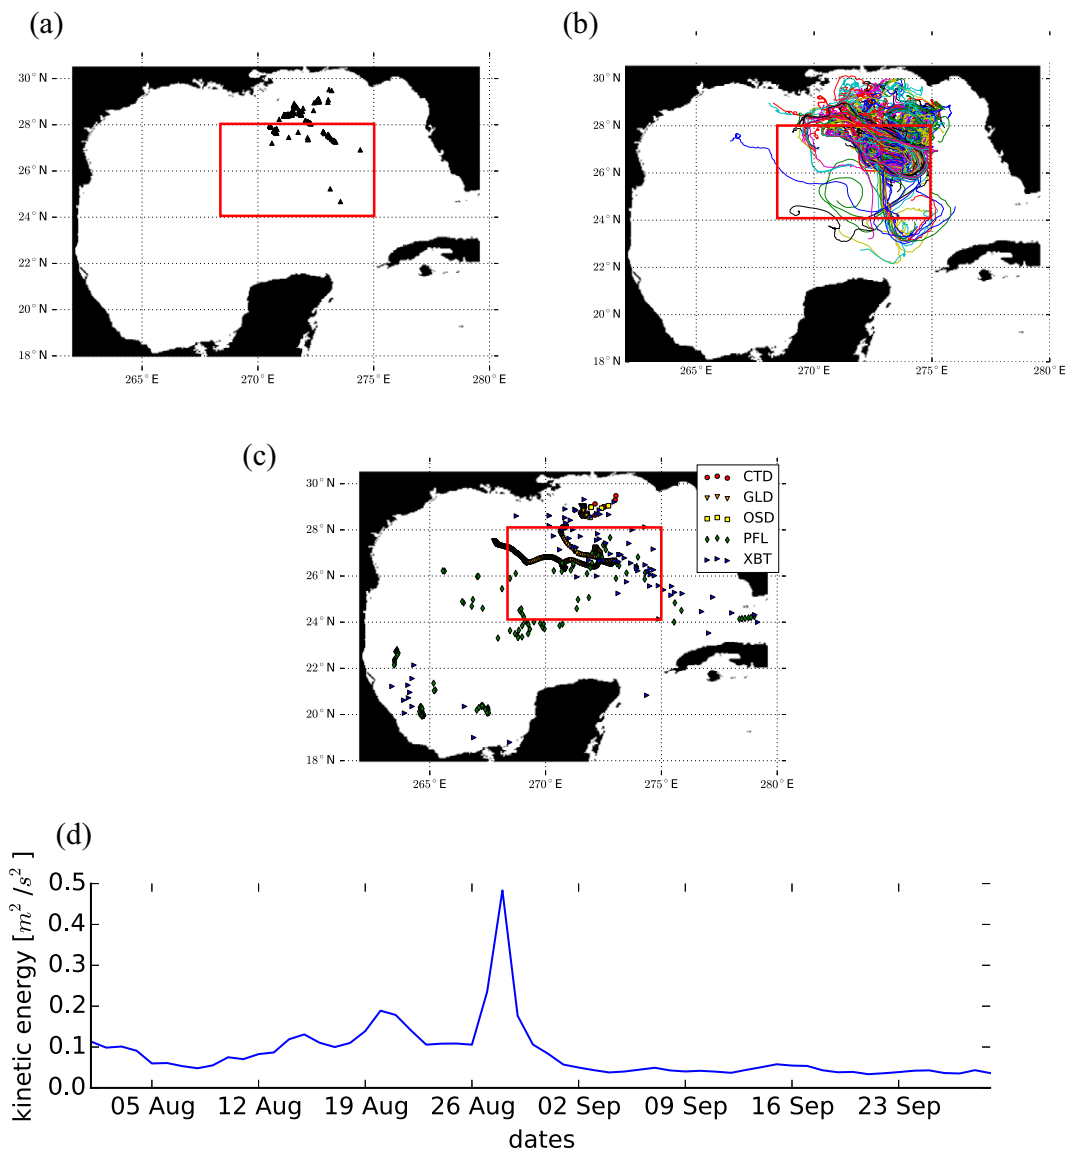 (a)
30°N
28°N
26°N
24°N
22°N
20°N
18°N
265°E
270°E
275°E
280°E
(b)
30°N
28°N
26°N
24°N
22°N
20°N
18°N
265°E
270°E
275°E
280°E
(c)
30°N
28°N
26°N
24°N
22°N
20°N
18°N
265°E
270°E
275°E
280°E
CTD
GLD
OSD
PFL
XBT
(d)
kinetic energy [m²/s²]
0.5
0.4
0.3
0.2
0.1
0.0
05 Aug
12 Aug
19 Aug
26 Aug
02 Sep
09 Sep
16 Sep
23 Sep
dates